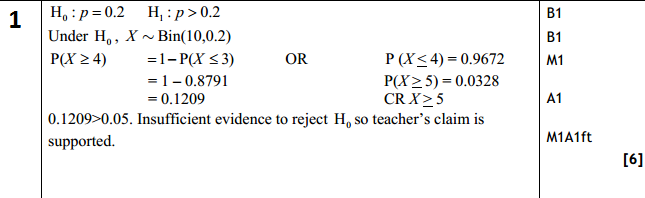 1 H₀ : p = 0.2 H₁ : p > 0.2 B1
Under H₀, X ~ Bin(10,0.2) B1
P(X ≥ 4) = 1 − P(X ≤ 3) OR P (X ≤ 4) = 0.9672 M1
= 1 − 0.8791 P(X ≥ 5) = 0.0328
= 0.1209 CR X ≥ 5 A1
0.1209>0.05. Insufficient evidence to reject H₀ so teacher's claim is
supported. M1A1ft
[6]